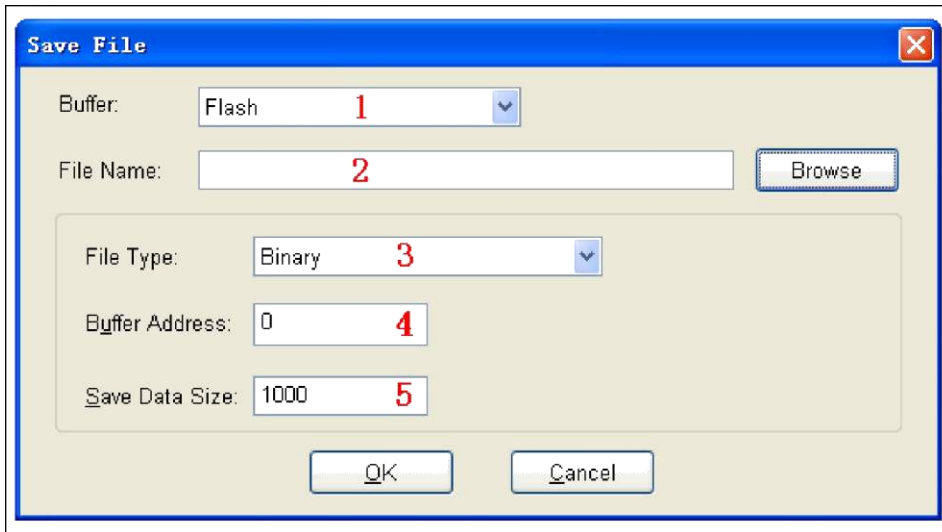 Save File
Buffer: Flash 1
File Name: 2 Browse
File Type: Binary 3
Buffer Address: 0 4
Save Data Size: 1000 5
OK Cancel